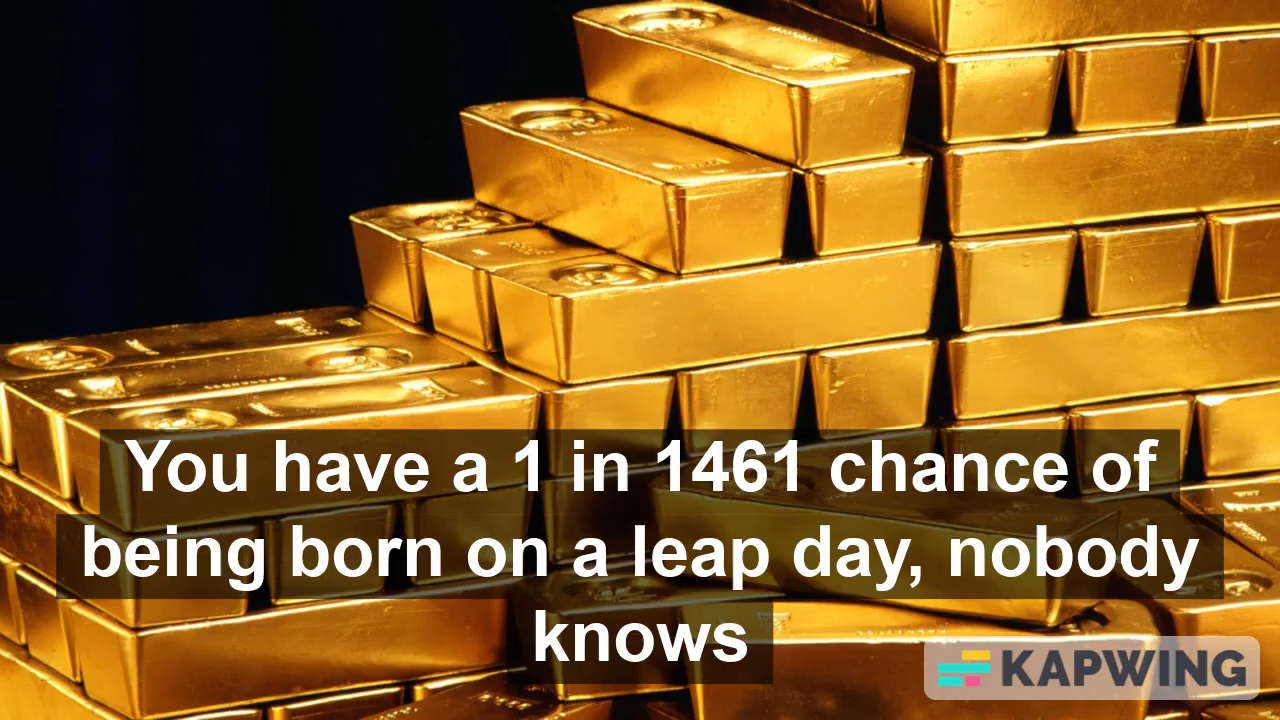 You have a 1 in 1461 chance of
being born on a leap day, nobody
knows
KAPWING